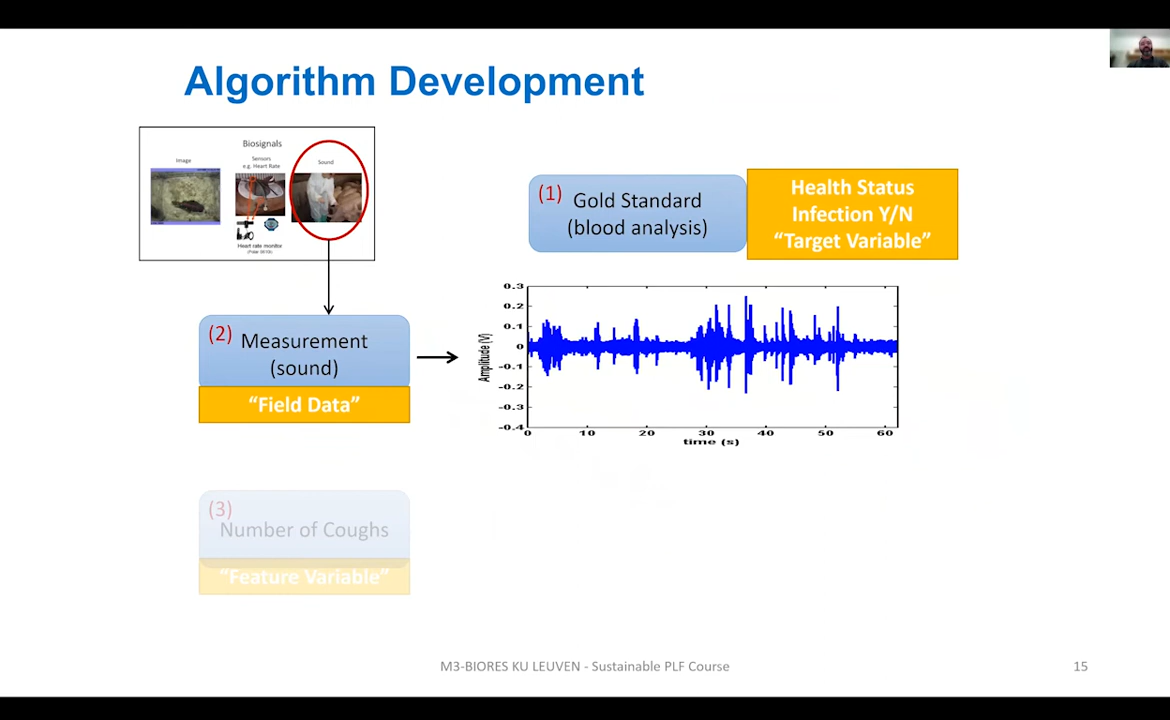 Algorithm Development
Biosignals
Image
Sensors
e.g. Heart Rate
Sound
Heart rate monitor
(1)
Gold Standard
(blood analysis)
Health Status
Infection Y/N
“Target Variable”
(2)
Measurement
(sound)
“Field Data”
0.3
0.2
0.1
0
-0.1
-0.2
-0.3
-0.4
Amplitude (V)
0 10 20 30 40 50 60
time (s)
(3)
Number of Coughs
“Feature Variable”
M3-BIORES KU LEUVEN - Sustainable PLF Course
15